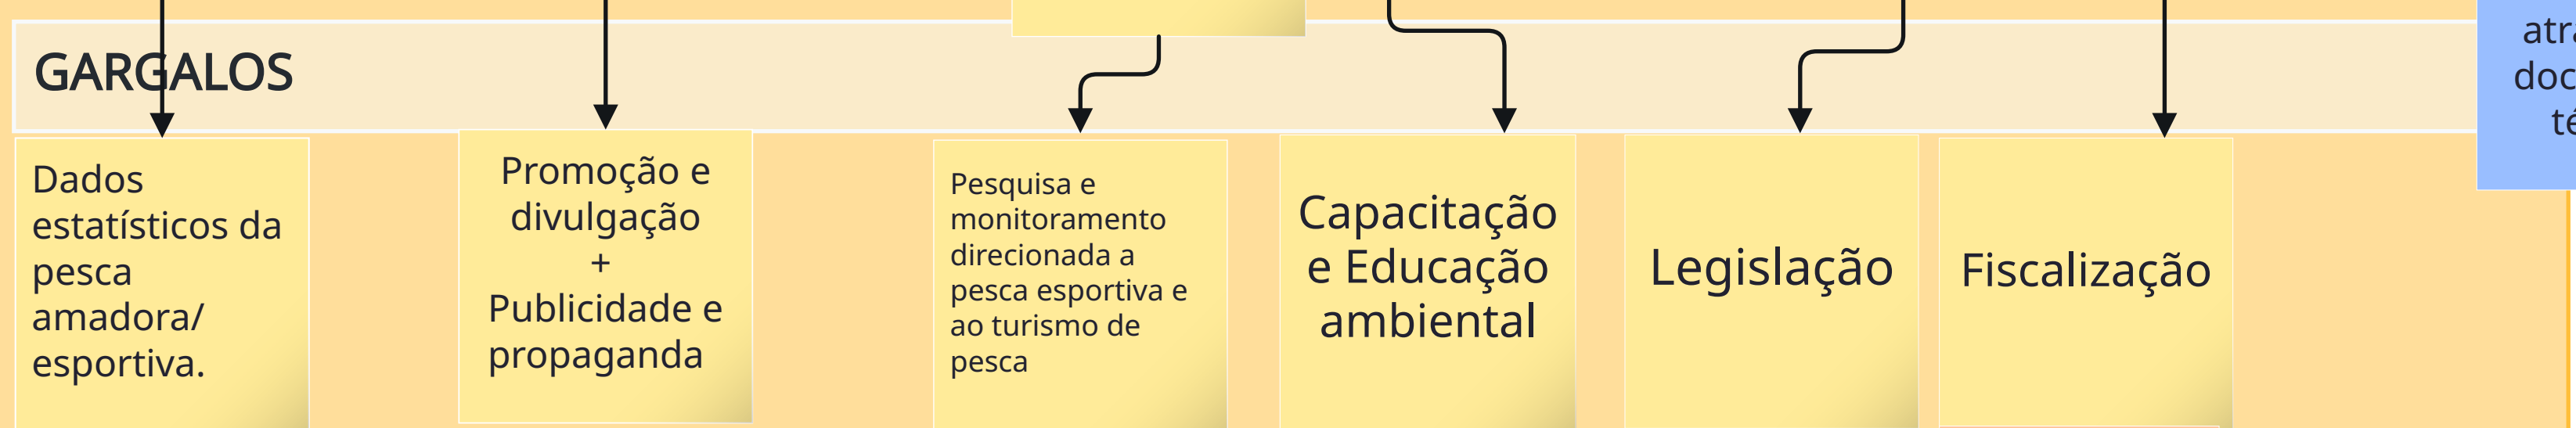 GARGALOS
Dados
estatísticos da
pesca
amadora/
esportiva.
Promoção e
divulgação
+
Publicidade e
propaganda
Pesquisa e
monitoramento
direcionada a
pesca esportiva e
ao turismo de
pesca
Capacitação
e Educação
ambiental
Legislação
Fiscalização